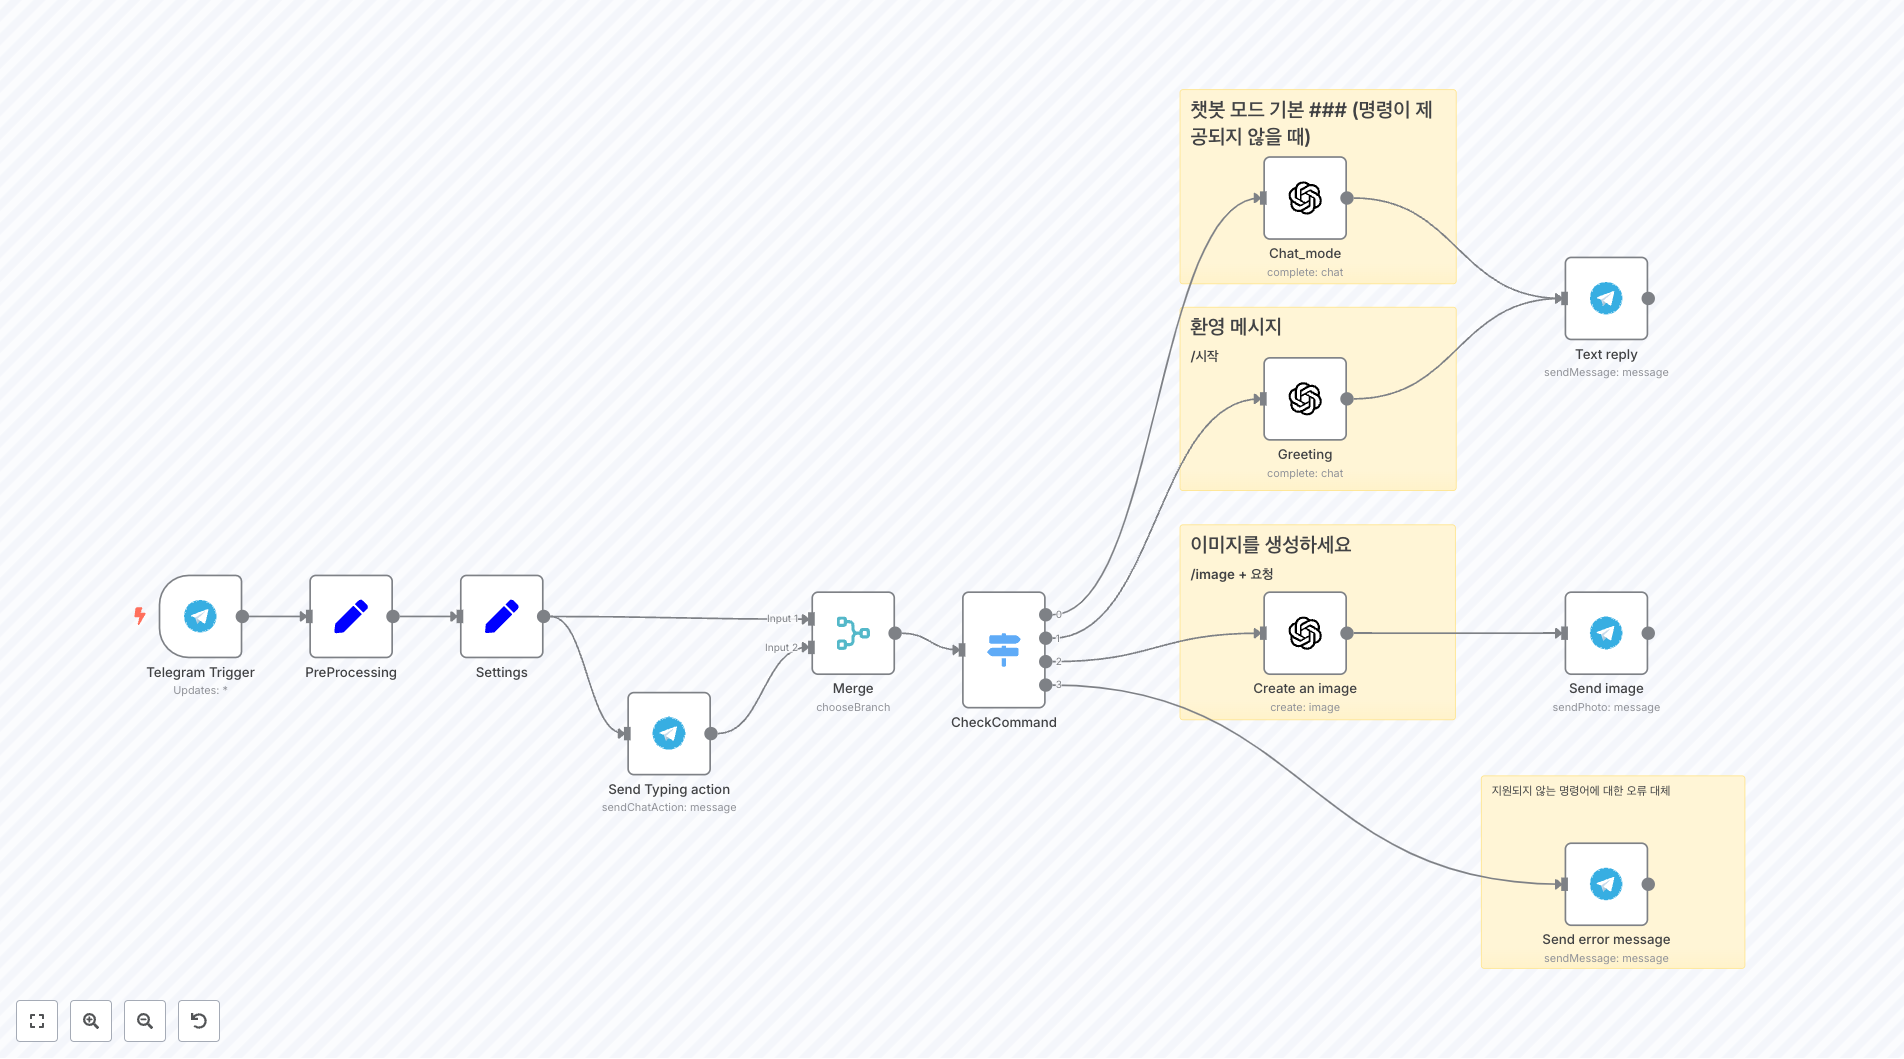 챗봇 모드 기본 ### (명령이 제
공되지 않을 때)
Chat_mode
complete: chat
환영 메시지
/시작
Greeting
complete: chat
Text reply
sendMessage: message
이미지를 생성하세요
/image + 요청
Create an image
create: image
Send image
sendPhoto: message
Telegram Trigger
Updates: *
PreProcessing
Settings
Input 1
Input 2
Merge
chooseBranch
0
1
2
3
CheckCommand
Send Typing action
sendChatAction: message
지원되지 않는 명령어에 대한 오류 대체
Send error message
sendMessage: message